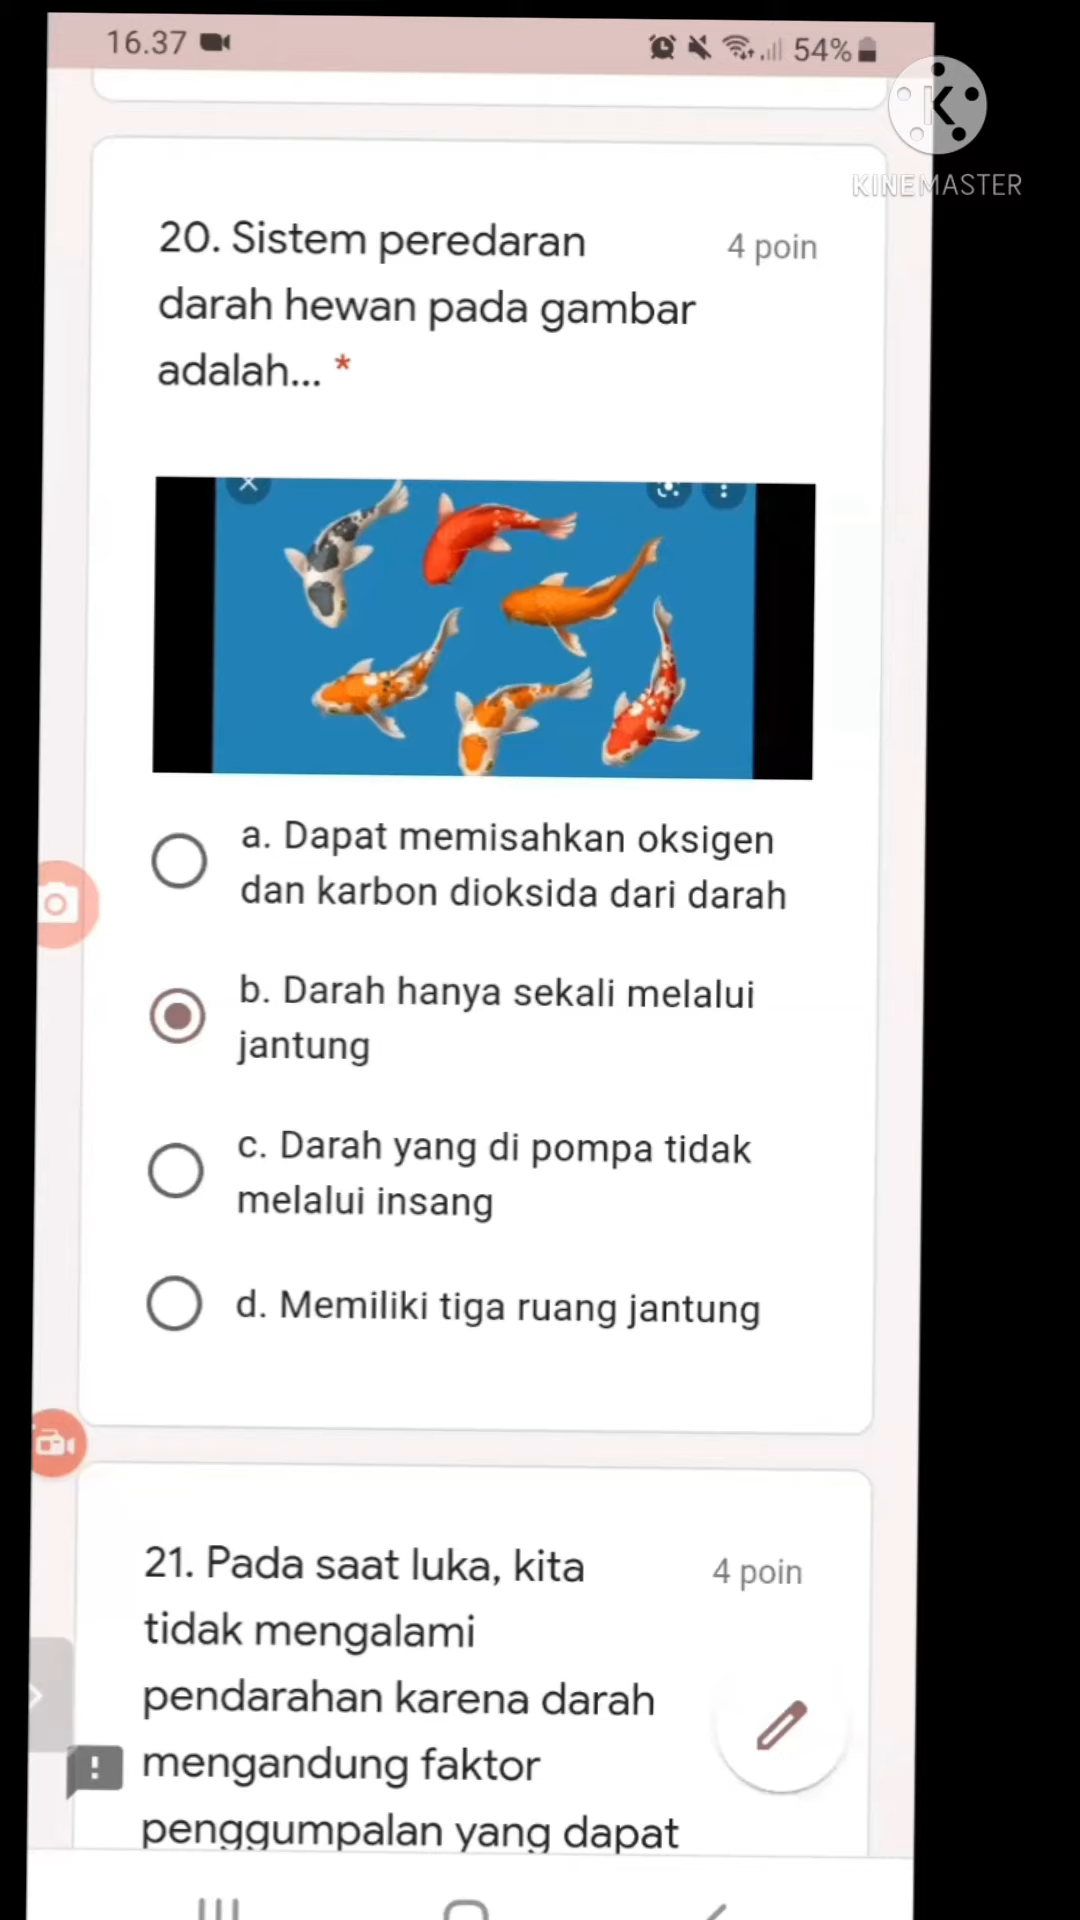 16.37
54%
KINEMASTER
20. Sistem peredaran
4 poin
darah hewan pada gambar
adalah... *
a. Dapat memisahkan oksigen
dan karbon dioksida dari darah
b. Darah hanya sekali melalui
jantung
c. Darah yang di pompa tidak
melalui insang
d. Memiliki tiga ruang jantung
21. Pada saat luka, kita
4 poin
tidak mengalami
pendarahan karena darah
mengandung faktor
penggumpalan yang dapat